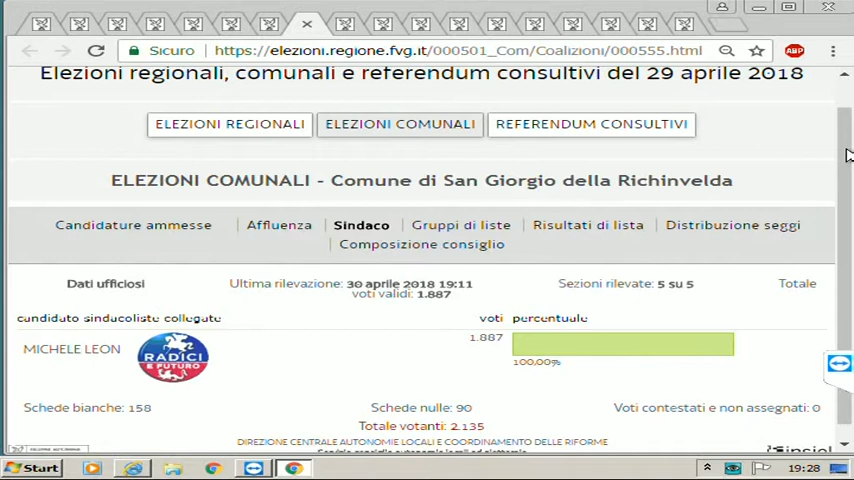 Sicuro https://elezioni.regione.fvg.it/000501_Com/Coalizioni/000555.html ABP
Elezioni regionali, comunali e referendum consultivi del 29 aprile 2018
ELEZIONI REGIONALI ELEZIONI COMUNALI REFERENDUM CONSULTIVI
ELEZIONI COMUNALI - Comune di San Giorgio della Richinvelda
Candidature ammesse Affluenza Sindaco Gruppi di liste Risultati di lista Distribuzione seggi
Composizione consiglio
Dati ufficiosi Ultima rilevazione: 30 aprile 2018 19:11 Sezioni rilevate: 5 su 5 Totale
voti validi: 1.887
candidato sindacoliste collegate voti percentuale
MICHELE LEON RADICI E FUTURO 1.887
100,00%
Schede bianche: 158 Schede nulle: 90 Voti contestati e non assegnati: 0
Totale votanti: 2.135
DIREZIONE CENTRALE AUTONOMIE LOCALI E COORDINAMENTO DELLE RIFORME
insiel
Start 19:28